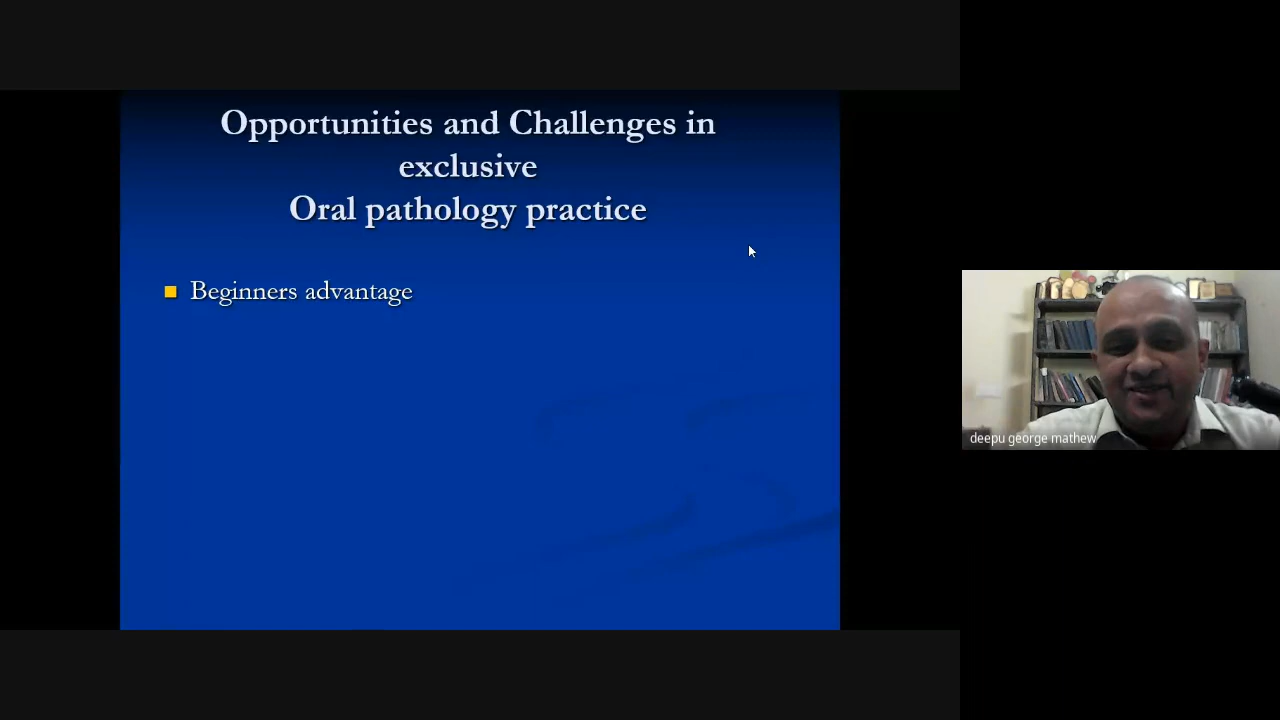 Opportunities and Challenges in
exclusive
Oral pathology practice
Beginners advantage
deepu george mathew